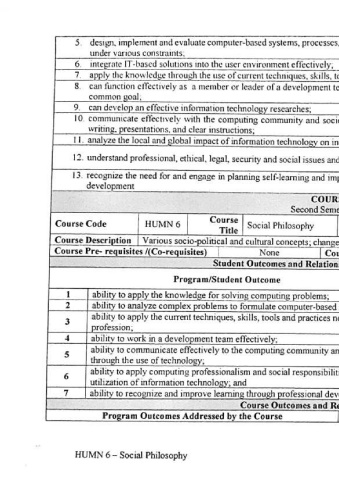 5. design, implement and evaluate computer-based systems, processes,
under various constraints;
6. integrate IT-based solutions into the user environment effectively;
7. apply the knowledge through the use of current techniques, skills, to
8. can function effectively as a member or leader of a development te
common goal;
9. can develop an effective information technology researches;
10. communicate effectively with the computing community and soci
writing, presentations, and clear instructions;
11. analyze the local and global impact of information technology on in
12. understand professional, ethical, legal, security and social issues and
13. recognize the need for and engage in planning self-learning and imp
development
COUR
Second Seme
Course Code HUMN 6 Course Title Social Philosophy
Course Description Various socio-political and cultural concepts; change
Course Pre- requisites /(Co-requisites) None Cou
Student Outcomes and Relation
Program/Student Outcome
1 ability to apply the knowledge for solving computing problems;
2 ability to analyze complex problems to formulate computer-based
3 ability to apply the current techniques, skills, tools and practices n
profession;
4 ability to work in a development team effectively;
5 ability to communicate effectively to the computing community an
through the use of technology;
6 ability to apply computing professionalism and social responsibilit
utilization of information technology; and
7 ability to recognize and improve learning through professional dev
Course Outcomes and Re
Program Outcomes Addressed by the Course
HUMN 6 – Social Philosophy